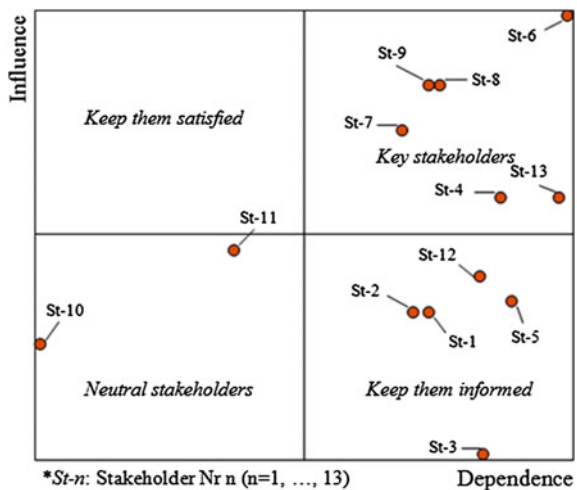 Influence
St-6
St-9
St-8
Keep them satisfied
St-7
Key stakeholders
St-13
St-4
St-11
St-12
St-10
St-2
St-1
St-5
Neutral stakeholders
Keep them informed
St-3
*St-n: Stakeholder Nr n (n=1, ..., 13)
Dependence